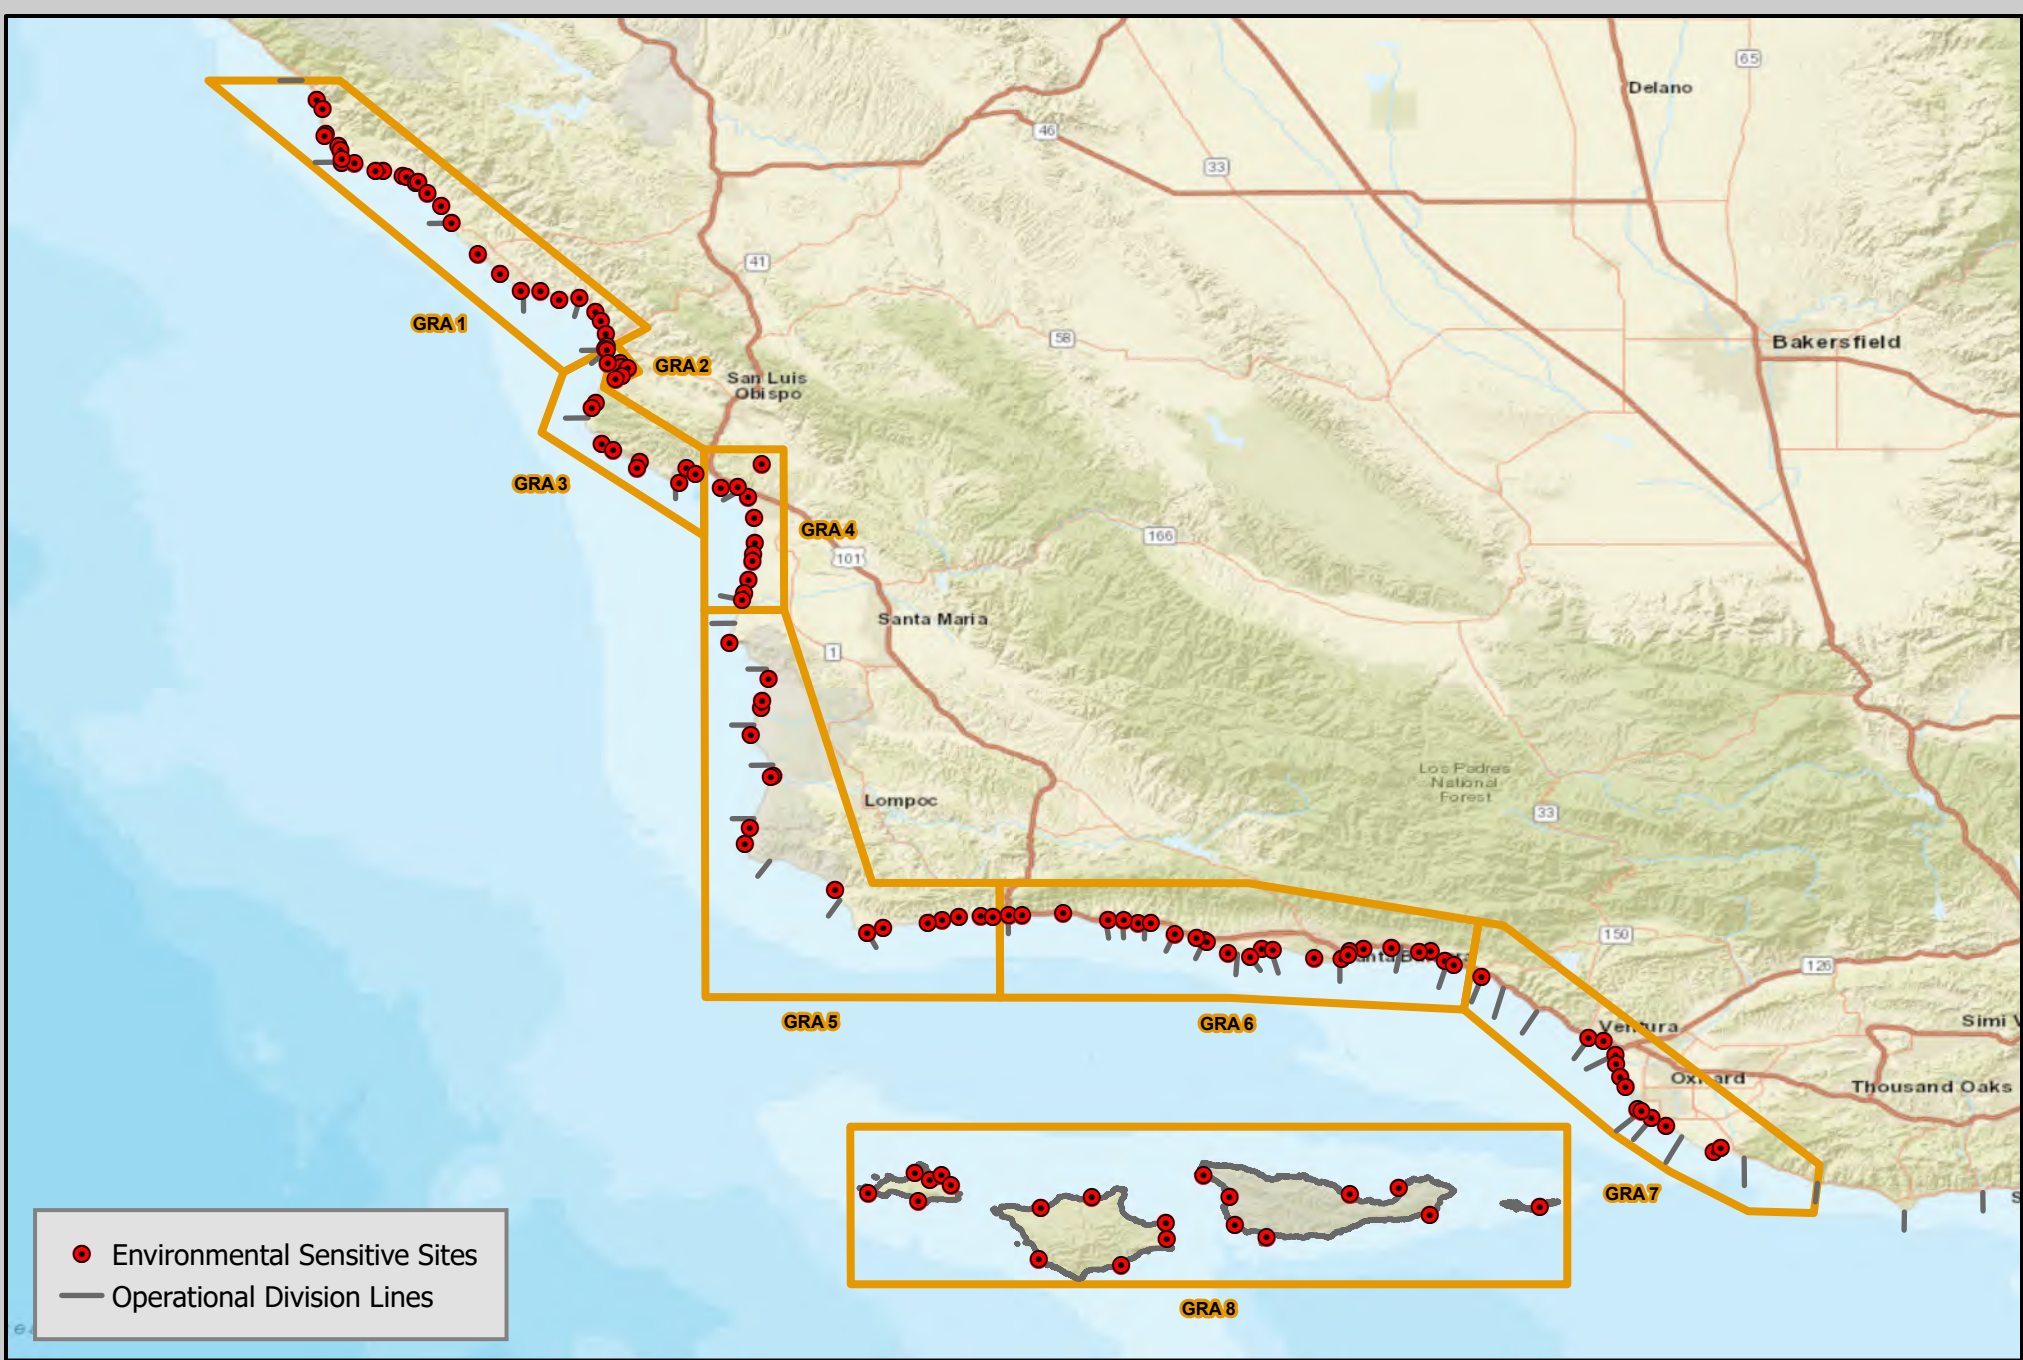 65
Delano
46
33
41
GRA 1
58
Bakersfield
GRA 2
San Luis
Obispo
GRA 3
GRA 4
166
101
Santa Maria
1
Los Padres
National
Forest
Lompoc
33
150
126
GRA 5
GRA 6
Ventura
Simi V
Oxnard
Thousand Oaks
GRA 7
Environmental Sensitive Sites
Operational Division Lines
GRA 8